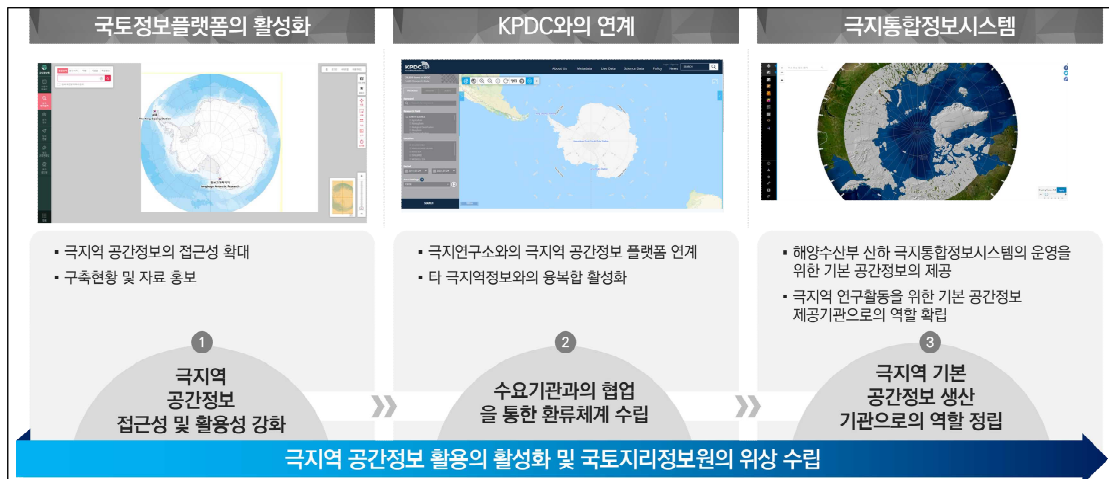 국토정보플랫폼의 활성화
KPDC와의 연계
극지통합정보시스템
KPDC
▪ 극지역 공간정보의 접근성 확대
▪ 구축현황 및 자료 홍보
▪ 극지연구소와의 극지역 공간정보 플랫폼 연계
▪ 타 극지역정보와의 융복합 활성화
▪ 해양수산부 산하 극지통합정보시스템의 운영을
위한 기본 공간정보의 제공
▪ 극지역 연구활동을 위한 기본 공간정보
제공기관으로의 역할 확립
1
극지역
공간정보
접근성 및 활용성 강화
2
수요기관과의 협업
을 통한 환류체계 수립
3
극지역 기본
공간정보 생산
기관으로의 역할 정립
극지역 공간정보 활용의 활성화 및 국토지리정보원의 위상 수립